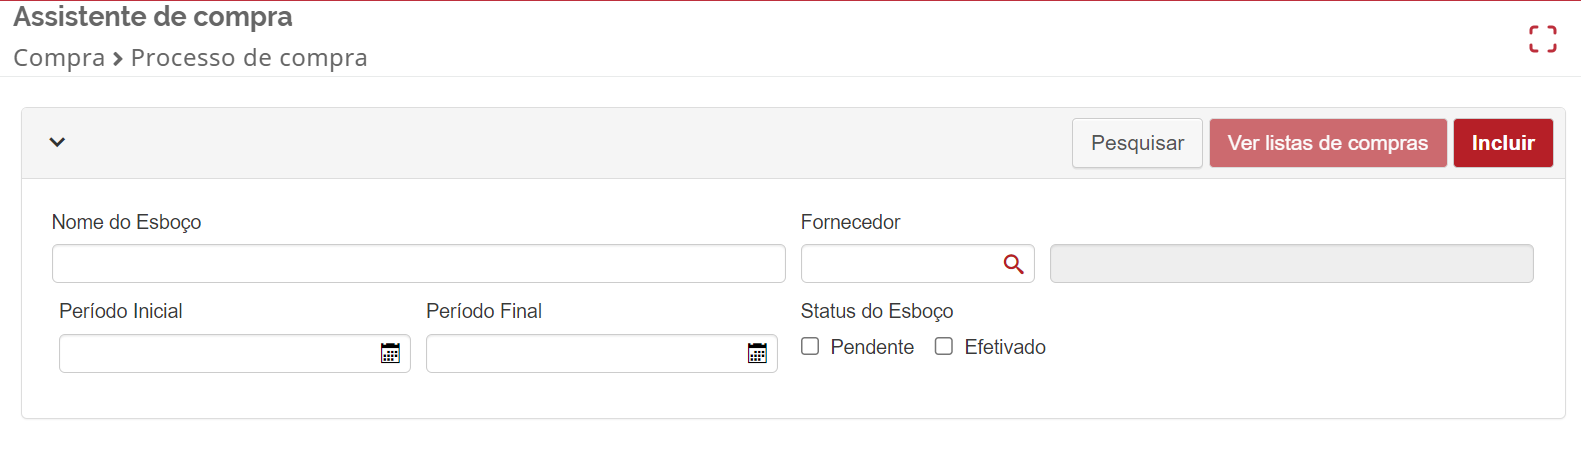 Assistente de compra
Compra > Processo de compra
Pesquisar
Ver listas de compras
Incluir
Nome do Esboço
Fornecedor
Período Inicial
Período Final
Status do Esboço
Pendente
Efetivado